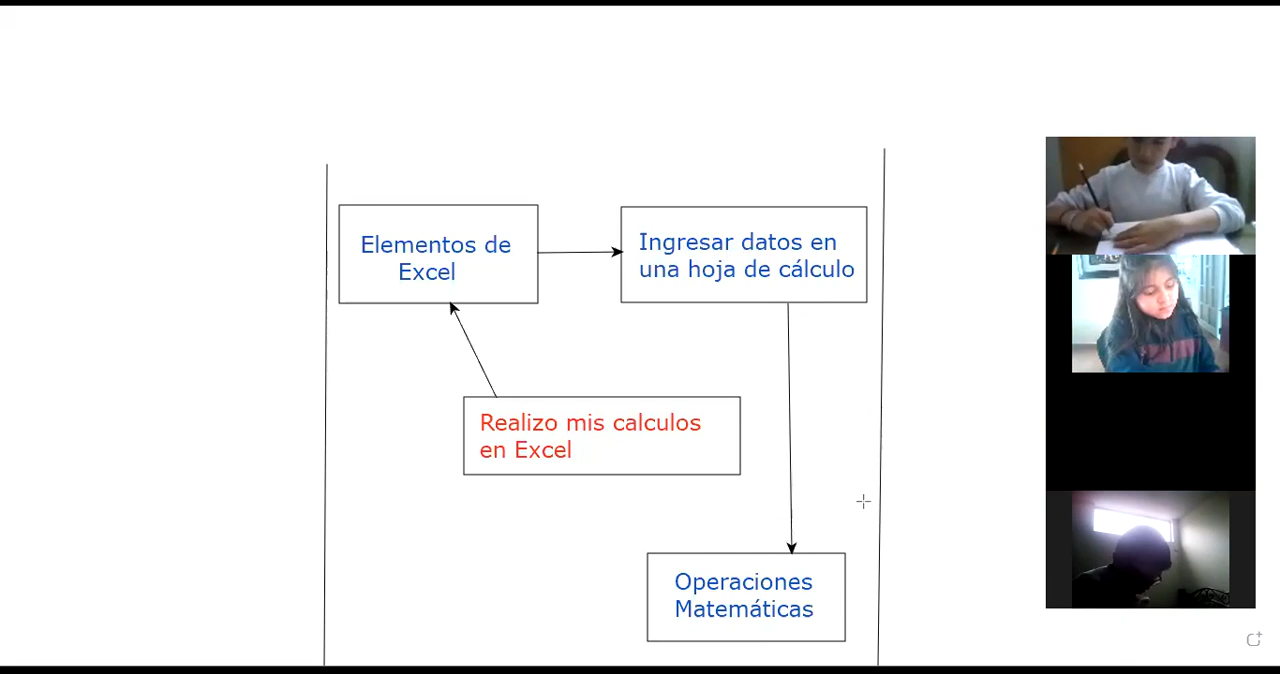 Elementos de
Excel
Ingresar datos en
una hoja de cálculo
Realizo mis calculos
en Excel
Operaciones
Matemáticas